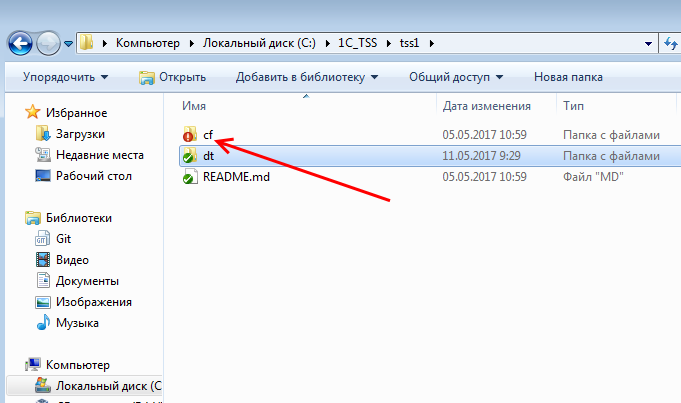 Компьютер ▸ Локальный диск (C:) ▸ 1C_TSS ▸ tss1 ▸
Упорядочить Открыть Добавить в библиотеку Общий доступ Новая папка
Имя Дата изменения Тип
cf 05.05.2017 10:59 Папка с файлами
dt 11.05.2017 9:29 Папка с файлами
README.md 05.05.2017 10:59 Файл "MD"
Избранное
Загрузки
Недавние места
Рабочий стол
Библиотеки
Git
Видео
Документы
Изображения
Музыка
Компьютер
Локальный диск (C